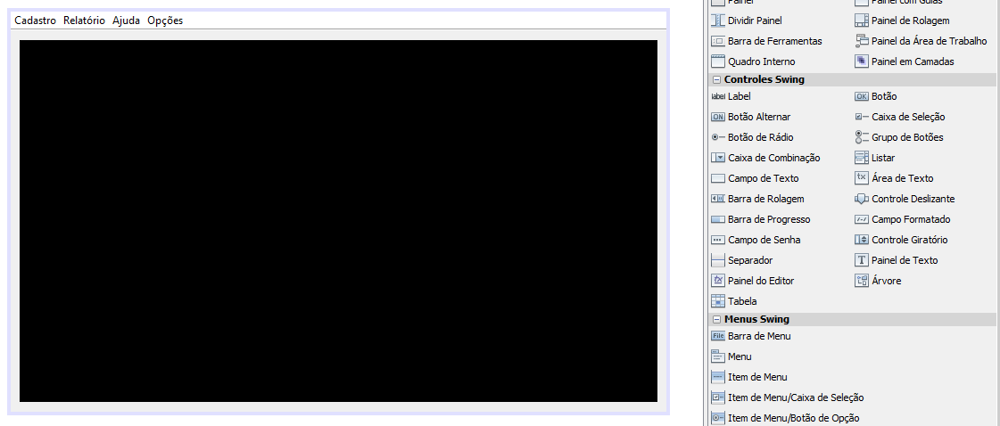 Cadastro Relatório Ajuda Opções
Painel Painel com Guias
Dividir Painel Painel de Rolagem
Barra de Ferramentas Painel da Área de Trabalho
Quadro Interno Painel em Camadas
Controles Swing
label Label OK Botão
ON Botão Alternar Caixa de Seleção
Botão de Rádio Grupo de Botões
Caixa de Combinação Listar
Campo de Texto tx Área de Texto
Barra de Rolagem Controle Deslizante
Barra de Progresso Campo Formatado
Campo de Senha Controle Giratório
Separador T Painel de Texto
Painel do Editor Árvore
Tabela
Menus Swing
File Barra de Menu
Menu
Item de Menu
Item de Menu/Caixa de Seleção
Item de Menu/Botão de Opção